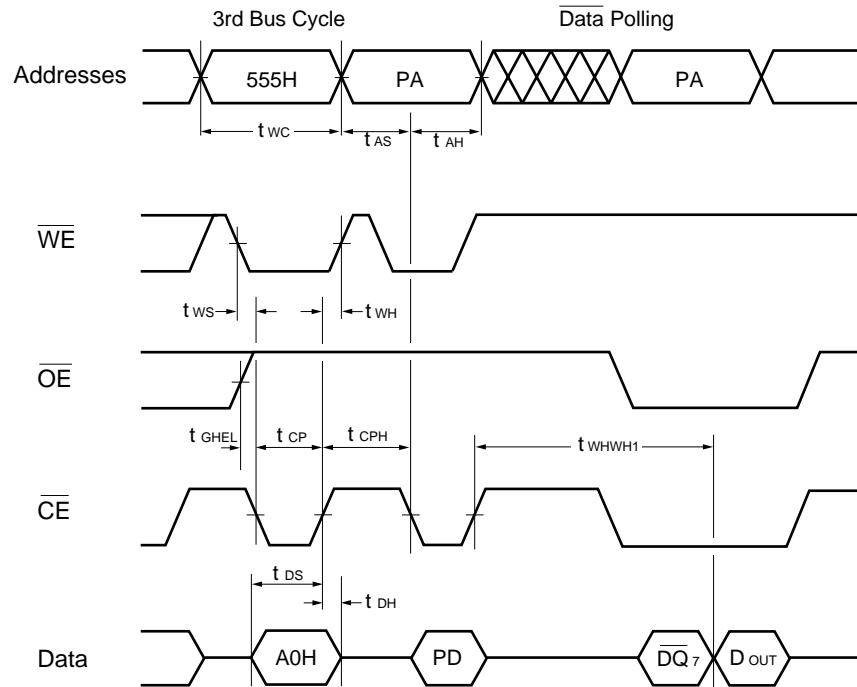 3rd Bus Cycle
Data Polling
Addresses
555H
PA
PA
t WC
t AS
t AH
WE
t WS
t WH
OE
t GHEL
t CP
t CPH
t WHWH1
CE
t DS
t DH
Data
A0H
PD
DQ 7
D OUT